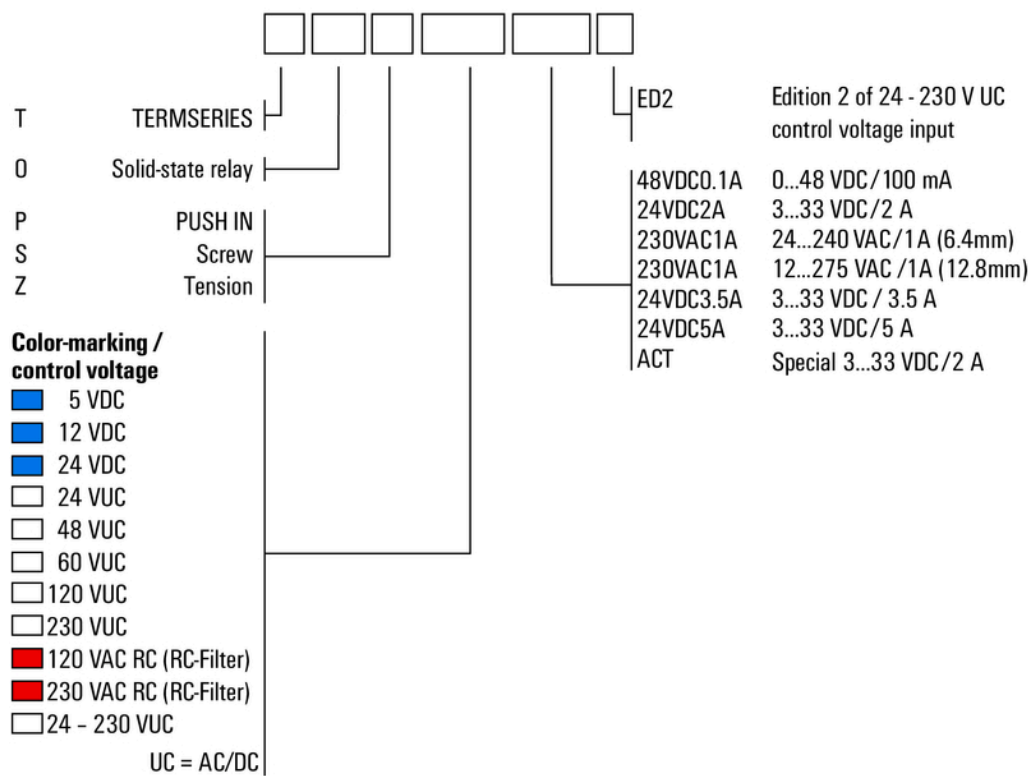 T TERMSERIES
O Solid-state relay
P PUSH IN
S Screw
Z Tension
Color-marking /
control voltage
5 VDC
12 VDC
24 VDC
24 VUC
48 VUC
60 VUC
120 VUC
230 VUC
120 VAC RC (RC-Filter)
230 VAC RC (RC-Filter)
24 – 230 VUC
UC = AC/DC
ED2 Edition 2 of 24 - 230 V UC
control voltage input
48VDC0.1A 0...48 VDC/100 mA
24VDC2A 3...33 VDC/2 A
230VAC1A 24...240 VAC/1A (6.4mm)
230VAC1A 12...275 VAC /1A (12.8mm)
24VDC3.5A 3...33 VDC / 3.5 A
24VDC5A 3...33 VDC/5 A
ACT Special 3...33 VDC/2 A